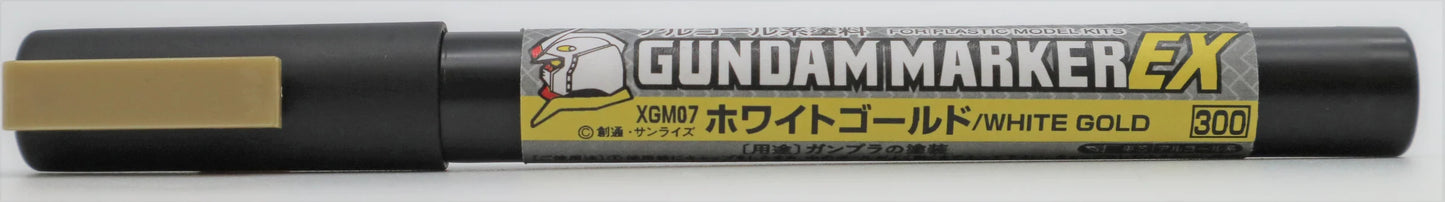 アルコール系塗料 FOR PLASTIC MODEL KITS
GUNDAM MARKER EX
XGM07 ホワイトゴールド/WHITE GOLD 300
©創通・サンライズ
〔用途〕ガンプラの塗装